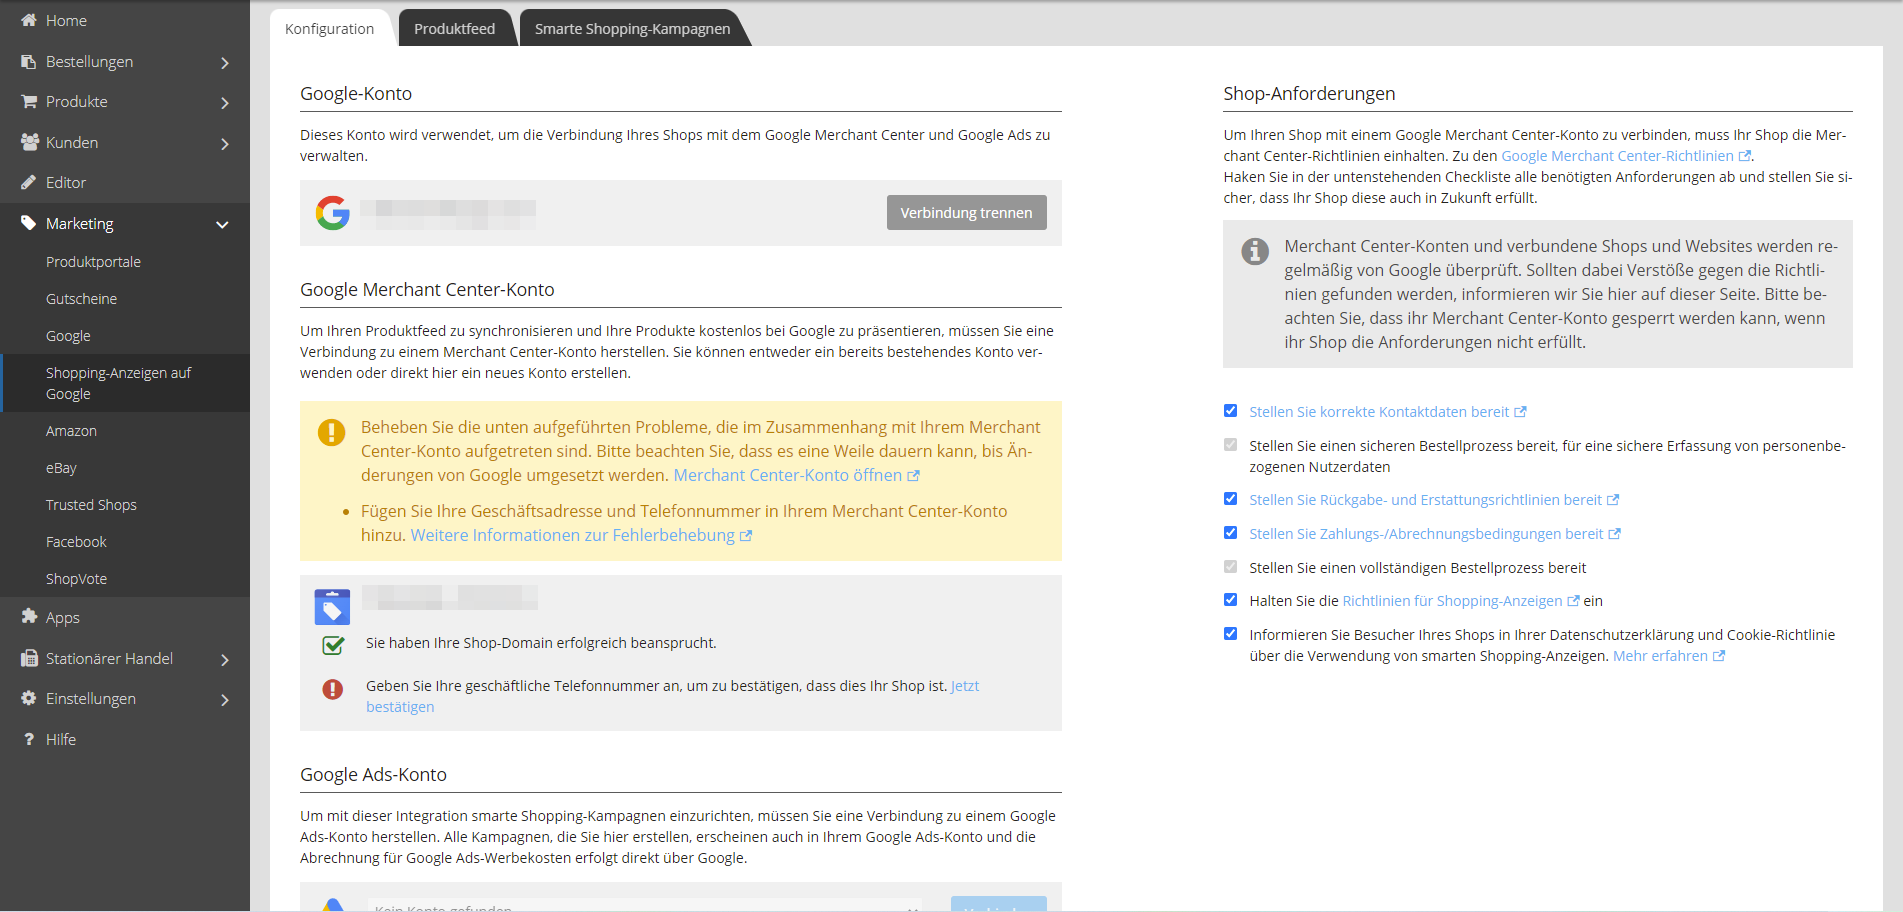 Home
Bestellungen
Produkte
Kunden
Editor
Marketing
Produktportale
Gutscheine
Google
Shopping-Anzeigen auf
Google
Amazon
eBay
Trusted Shops
Facebook
ShopVote
Apps
Stationärer Handel
Einstellungen
Hilfe
Konfiguration
Produktfeed
Smarte Shopping-Kampagnen
Google-Konto
Dieses Konto wird verwendet, um die Verbindung Ihres Shops mit dem Google Merchant Center und Google Ads zu
verwalten.
Verbindung trennen
Google Merchant Center-Konto
Um Ihren Produktfeed zu synchronisieren und Ihre Produkte kostenlos bei Google zu präsentieren, müssen Sie eine
Verbindung zu einem Merchant Center-Konto herstellen. Sie können entweder ein bereits bestehendes Konto ver-
wenden oder direkt hier ein neues Konto erstellen.
Beheben Sie die unten aufgeführten Probleme, die im Zusammenhang mit Ihrem Merchant
Center-Konto aufgetreten sind. Bitte beachten Sie, dass es eine Weile dauern kann, bis Än-
derungen von Google umgesetzt werden. Merchant Center-Konto öffnen
• Fügen Sie Ihre Geschäftsadresse und Telefonnummer in Ihrem Merchant Center-Konto
hinzu. Weitere Informationen zur Fehlerbehebung
Sie haben Ihre Shop-Domain erfolgreich beansprucht.
Geben Sie Ihre geschäftliche Telefonnummer an, um zu bestätigen, dass dies Ihr Shop ist. Jetzt
bestätigen
Google Ads-Konto
Um mit dieser Integration smarte Shopping-Kampagnen einzurichten, müssen Sie eine Verbindung zu einem Google
Ads-Konto herstellen. Alle Kampagnen, die Sie hier erstellen, erscheinen auch in Ihrem Google Ads-Konto und die
Abrechnung für Google Ads-Werbekosten erfolgt direkt über Google.
Kein Konto gefunden
Shop-Anforderungen
Um Ihren Shop mit einem Google Merchant Center-Konto zu verbinden, muss Ihr Shop die Mer-
chant Center-Richtlinien einhalten. Zu den Google Merchant Center-Richtlinien.
Haken Sie in der untenstehenden Checkliste alle benötigten Anforderungen ab und stellen Sie si-
cher, dass Ihr Shop diese auch in Zukunft erfüllt.
Merchant Center-Konten und verbundene Shops und Websites werden re-
gelmäßig von Google überprüft. Sollten dabei Verstöße gegen die Richtli-
nien gefunden werden, informieren wir Sie hier auf dieser Seite. Bitte be-
achten Sie, dass ihr Merchant Center-Konto gesperrt werden kann, wenn
ihr Shop die Anforderungen nicht erfüllt.
Stellen Sie korrekte Kontaktdaten bereit
Stellen Sie einen sicheren Bestellprozess bereit, für eine sichere Erfassung von personenbe-
zogenen Nutzerdaten
Stellen Sie Rückgabe- und Erstattungsrichtlinien bereit
Stellen Sie Zahlungs-/Abrechnungsbedingungen bereit
Stellen Sie einen vollständigen Bestellprozess bereit
Halten Sie die Richtlinien für Shopping-Anzeigen ein
Informieren Sie Besucher Ihres Shops in Ihrer Datenschutzerklärung und Cookie-Richtlinie
über die Verwendung von smarten Shopping-Anzeigen. Mehr erfahren